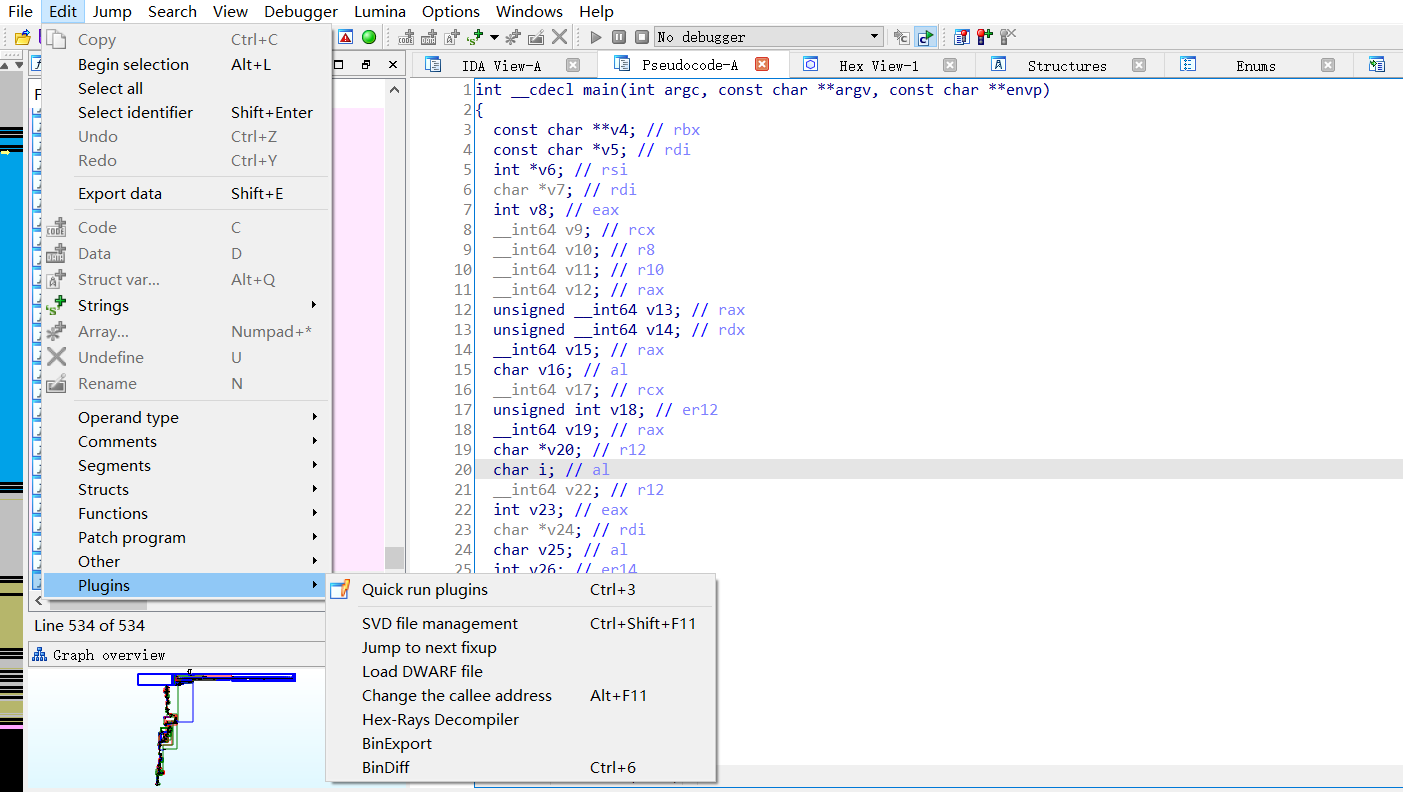 File Edit Jump Search View Debugger Lumina Options Windows Help
No debugger
Copy Ctrl+C
Begin selection Alt+L
Select all
Select identifier Shift+Enter
Undo Ctrl+Z
Redo Ctrl+Y
Export data Shift+E
Code C
Data D
Struct var... Alt+Q
Strings
Array... Numpad+*
Undefine U
Rename N
Operand type
Comments
Segments
Structs
Functions
Patch program
Other
Plugins
Quick run plugins Ctrl+3
SVD file management Ctrl+Shift+F11
Jump to next fixup
Load DWARF file
Change the callee address Alt+F11
Hex-Rays Decompiler
BinExport
BinDiff Ctrl+6
Line 534 of 534
Graph overview
IDA View-A Pseudocode-A Hex View-1 Structures Enums
1 int __cdecl main(int argc, const char **argv, const char **envp)
2 {
3 const char **v4; // rbx
4 const char *v5; // rdi
5 int *v6; // rsi
6 char *v7; // rdi
7 int v8; // eax
8 __int64 v9; // rcx
9 __int64 v10; // r8
10 __int64 v11; // r10
11 __int64 v12; // rax
12 unsigned __int64 v13; // rax
13 unsigned __int64 v14; // rdx
14 __int64 v15; // rax
15 char v16; // al
16 __int64 v17; // rcx
17 unsigned int v18; // er12
18 __int64 v19; // rax
19 char *v20; // r12
20 char i; // al
21 __int64 v22; // r12
22 int v23; // eax
23 char *v24; // rdi
24 char v25; // al
25 int v26; // er14